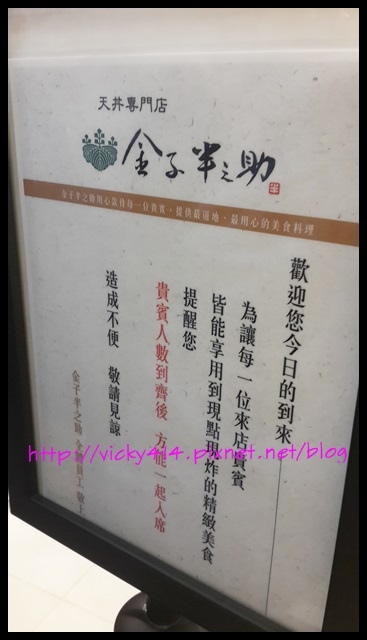 天丼專門店
金子半之助
半
金子半之助用心款待每一位貴賓，提供最道地、最用心的美食料理
歡迎您今日的到來
為讓每一位來店貴賓
皆能享用到現點現炸的精緻美食
提醒您
貴賓人數到齊後 方能一起入席
造成不便 敬請見諒
金子半之助 全體員工 敬上
http://vicky414.pixnet.net/blog